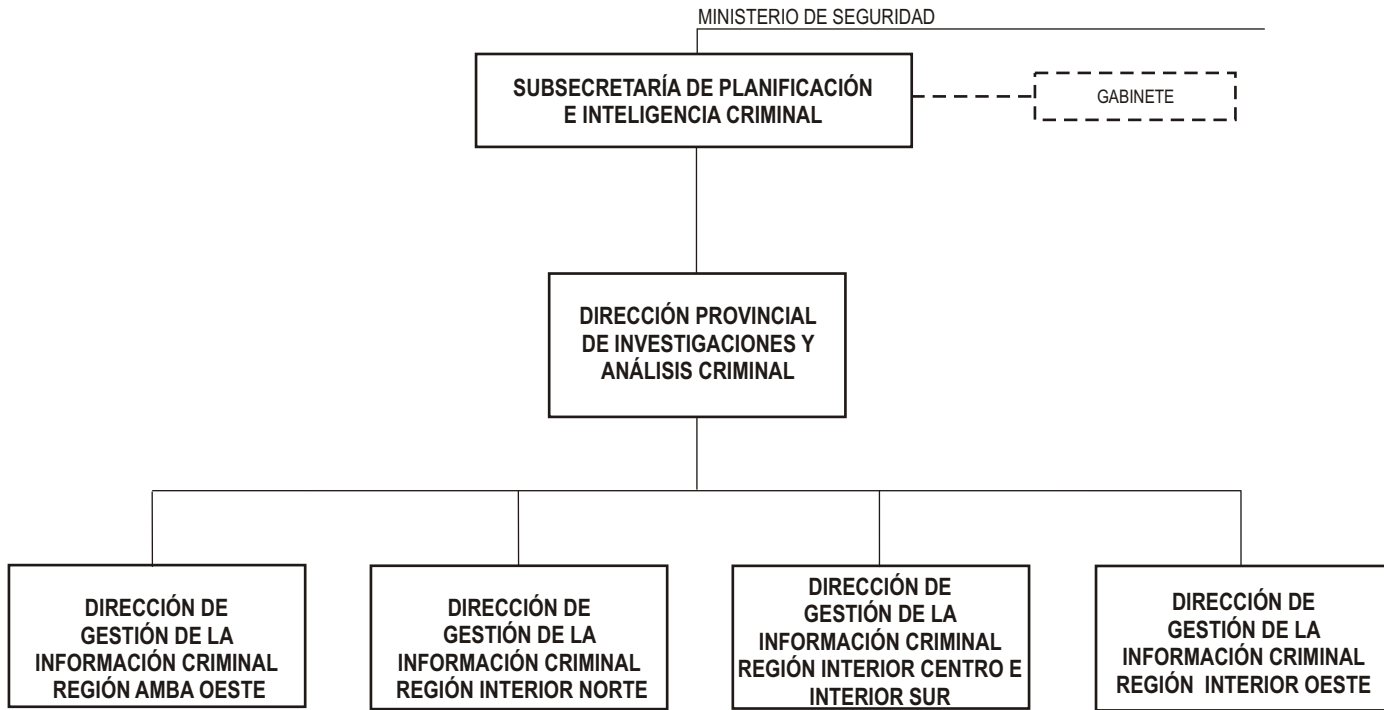 MINISTERIO DE SEGURIDAD
SUBSECRETARÍA DE PLANIFICACIÓN
E INTELIGENCIA CRIMINAL
GABINETE
DIRECCIÓN PROVINCIAL
DE INVESTIGACIONES Y
ANÁLISIS CRIMINAL
DIRECCIÓN DE
GESTIÓN DE LA
INFORMACIÓN CRIMINAL
REGIÓN AMBA OESTE
DIRECCIÓN DE
GESTIÓN DE LA
INFORMACIÓN CRIMINAL
REGIÓN INTERIOR NORTE
DIRECCIÓN DE
GESTIÓN DE LA
INFORMACIÓN CRIMINAL
REGIÓN INTERIOR CENTRO E
INTERIOR SUR
DIRECCIÓN DE
GESTIÓN DE LA
INFORMACIÓN CRIMINAL
REGIÓN INTERIOR OESTE